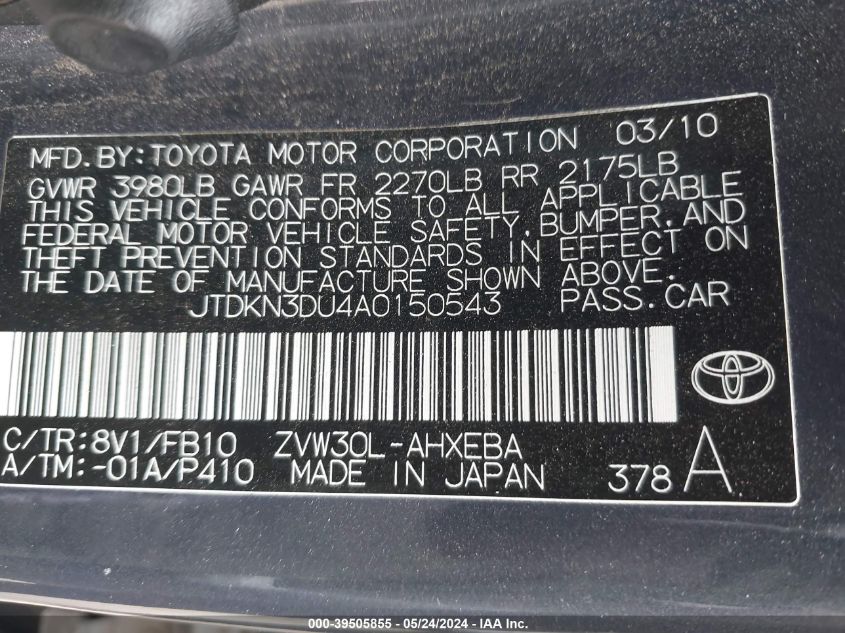 MFD.BY:TOYOTA MOTOR CORPORATION 03/10
GVWR 3980LB GAWR FR 2270LB RR 2175LB
THIS VEHICLE CONFORMS TO ALL APPLICABLE
FEDERAL MOTOR VEHICLE SAFETY,BUMPER,AND
THEFT PREVENTION STANDARDS IN EFFECT ON
THE DATE OF MANUFACTURE SHOWN ABOVE.
JTDKN3DU4A0150543 PASS.CAR
C/TR:8V1/FB10 ZVW30L-AHXEBA
A/TM:-01A/P410 MADE IN JAPAN 378 A
000-39505855 - 05/24/2024 - IAA Inc.